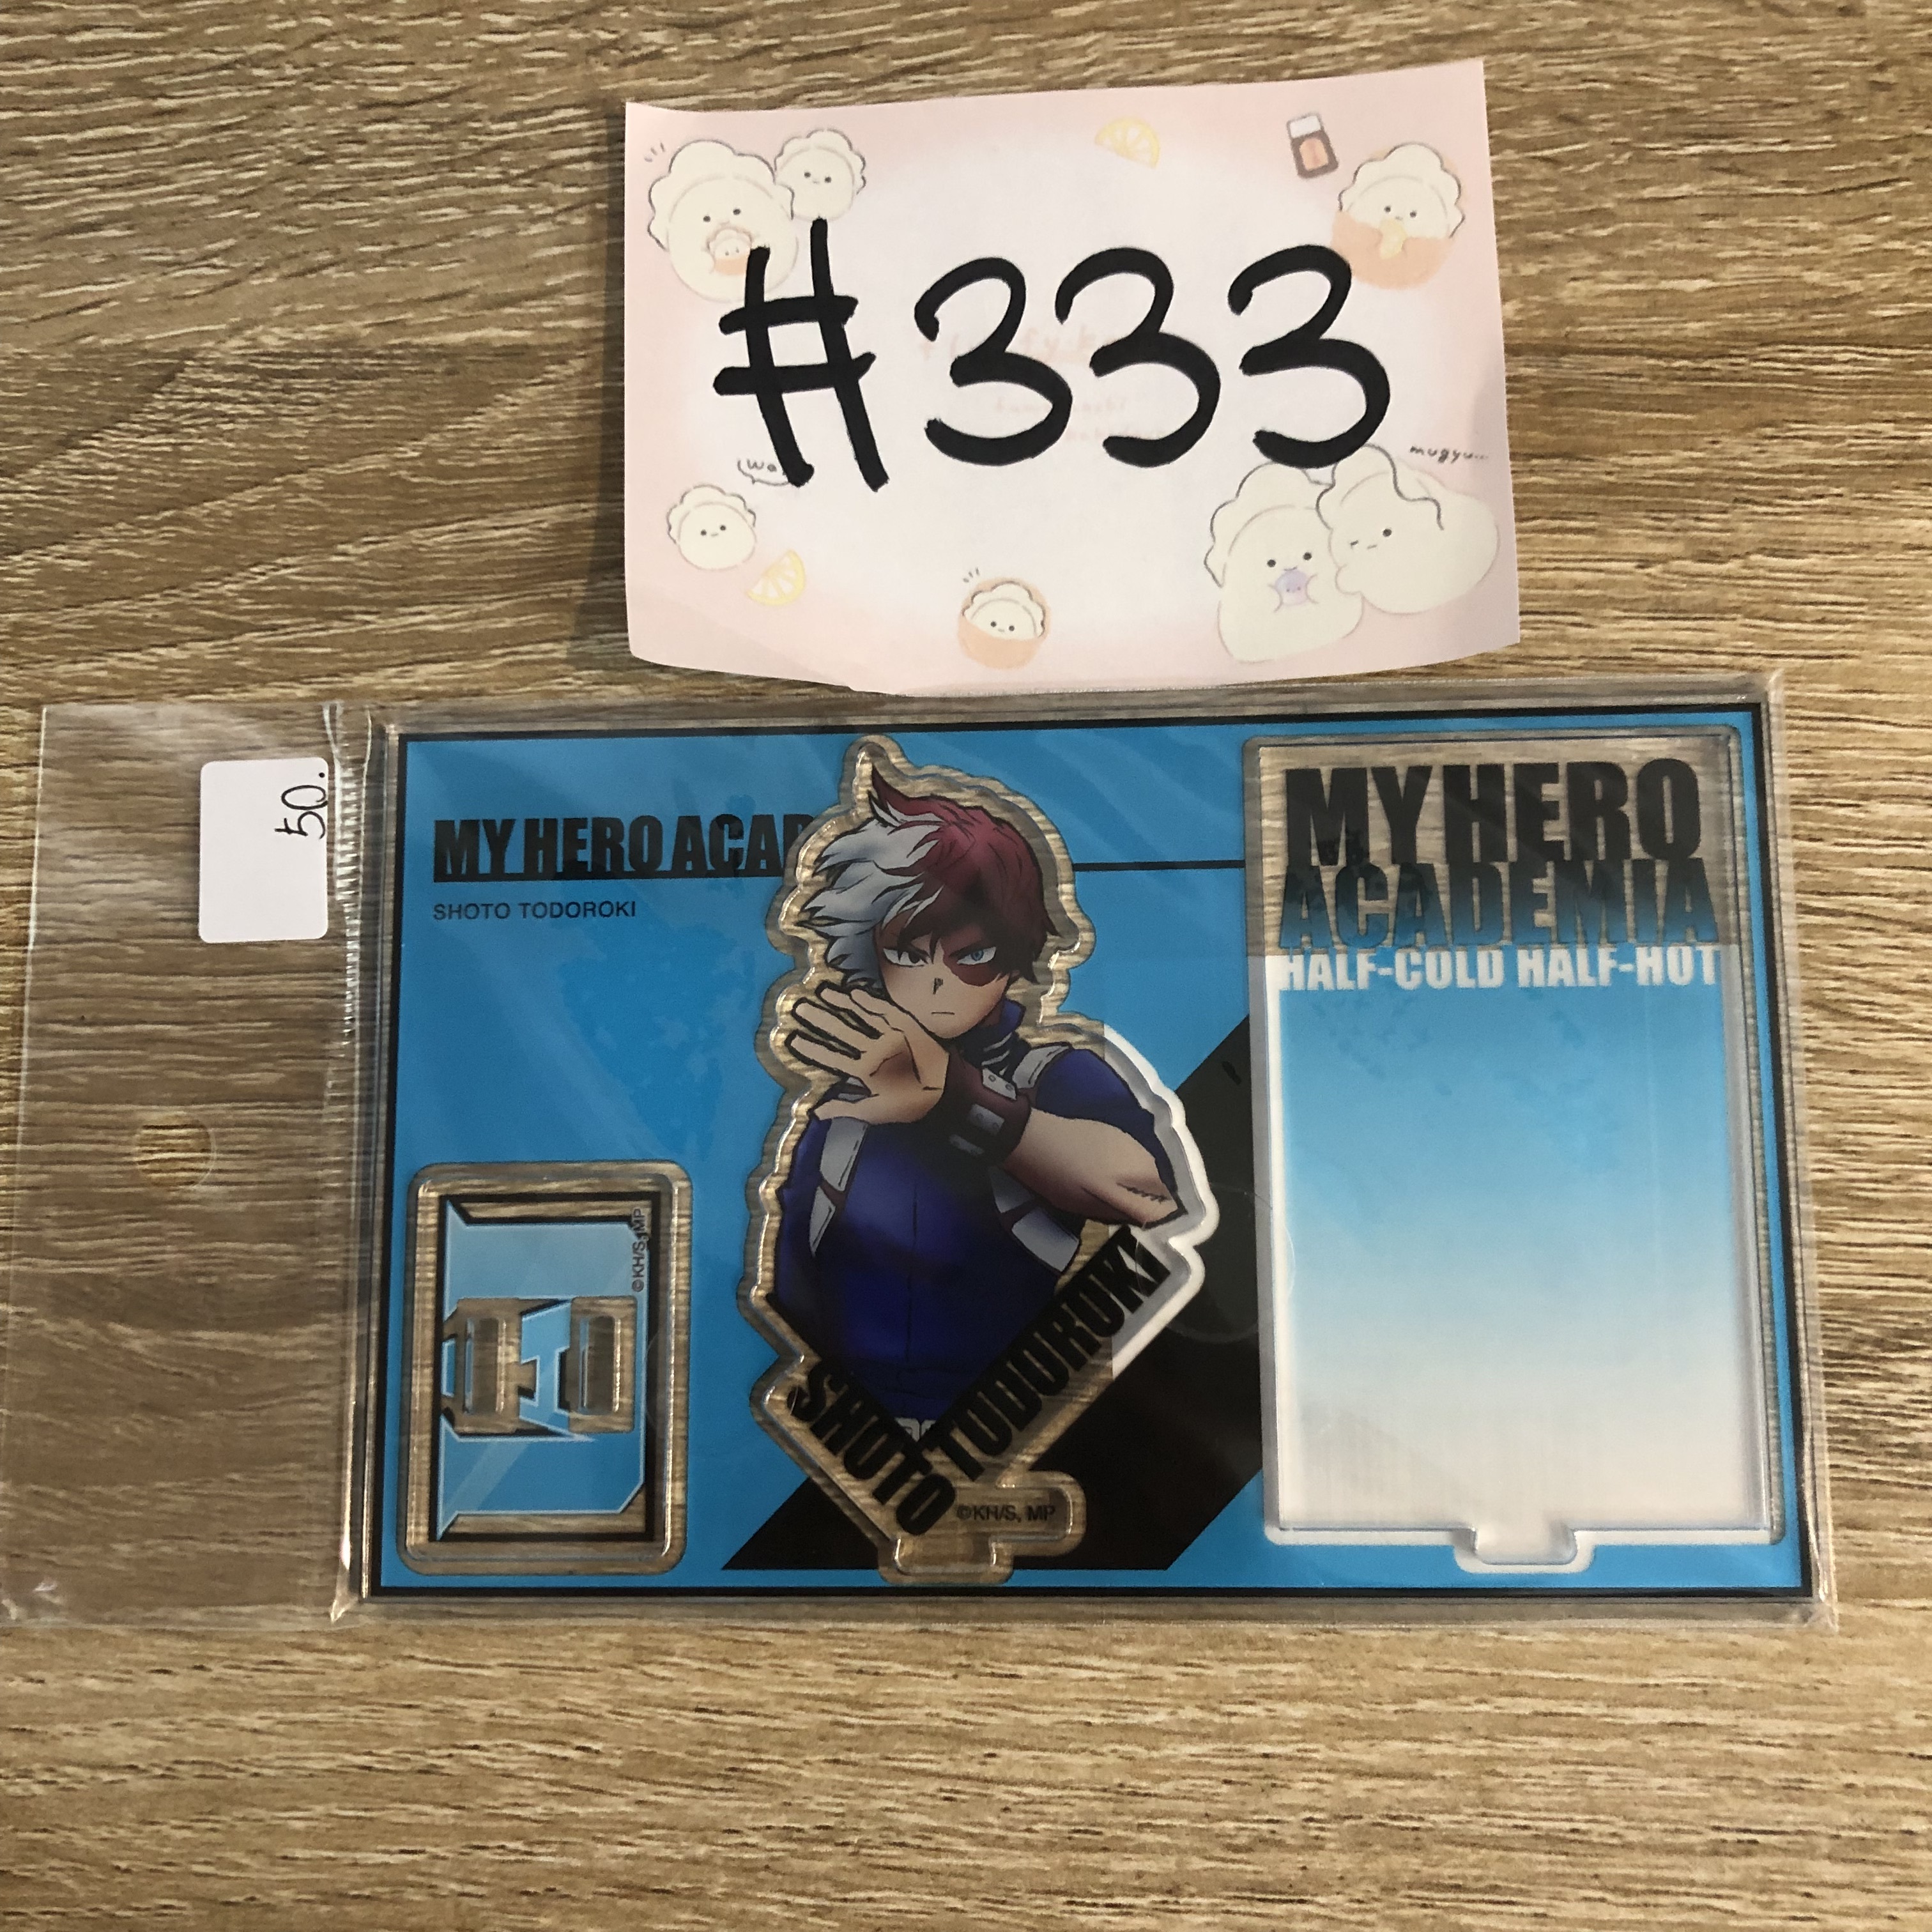 #333
(wa
mugyu...
50.
MY HERO ACAD
SHOTO TODOROKI
MY HERO
ACADEMIA
HALF-COLD HALF-HOT
©KH/S, MP
SHOTO
TODOROKI
©KH/S, MP